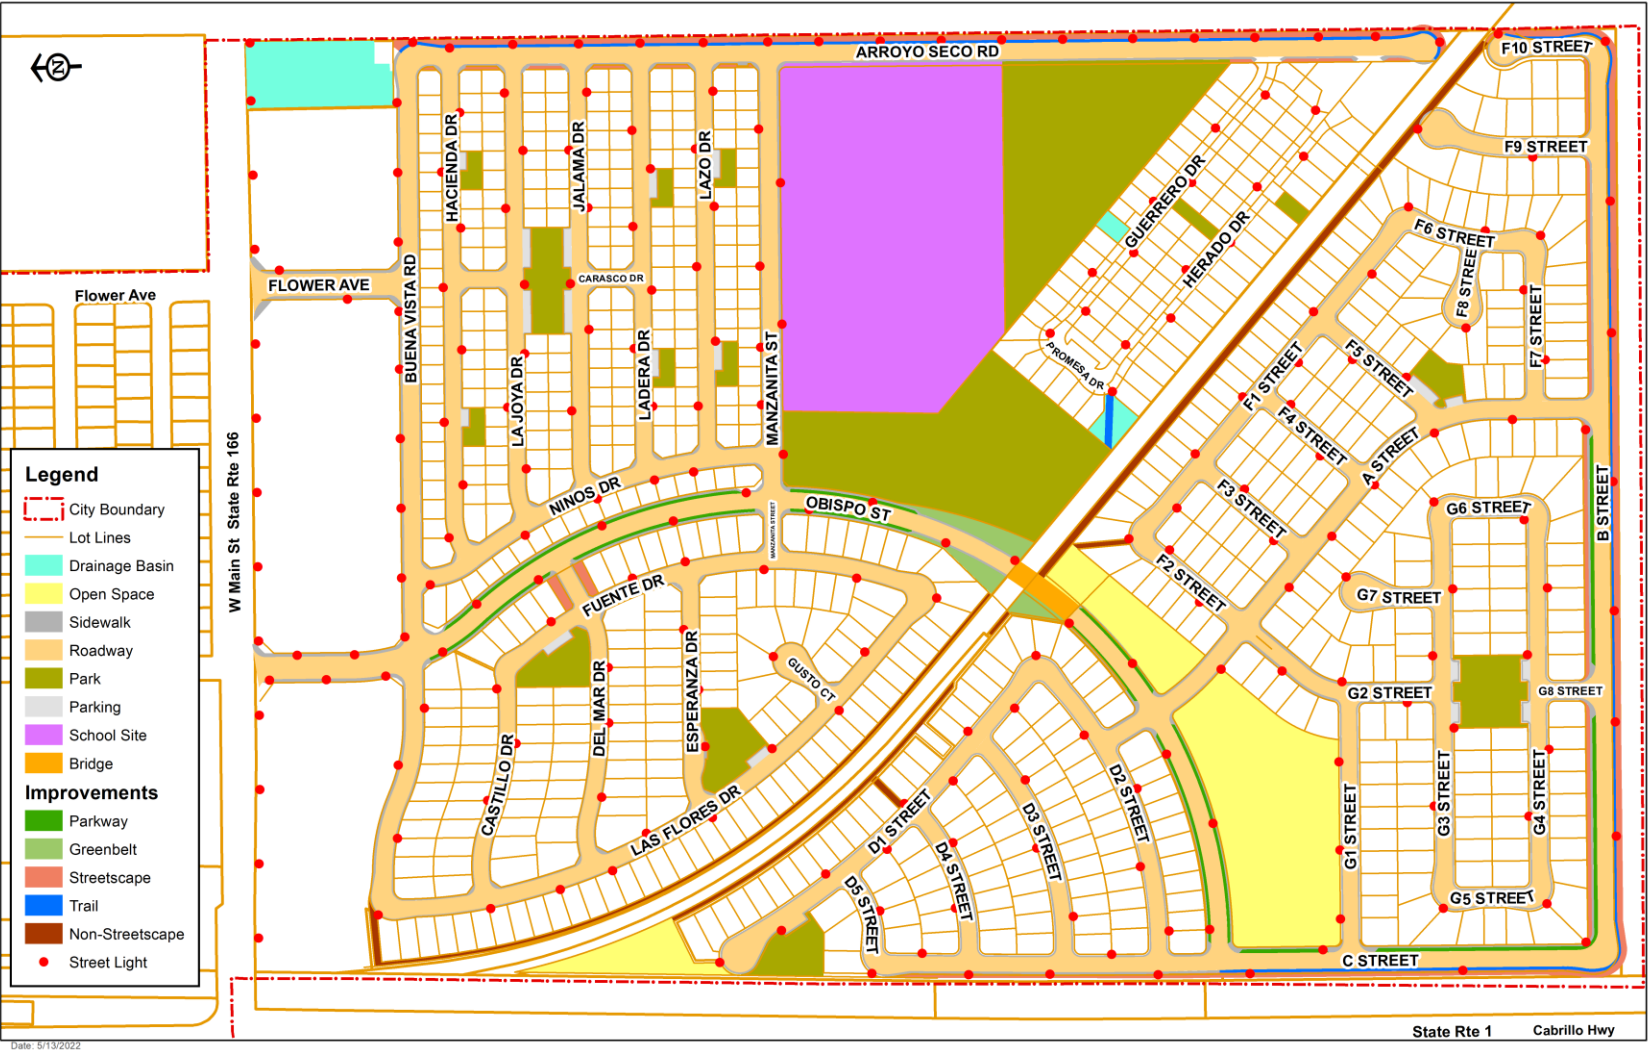 ARROYO SECO RD
F10 STREET
N
F9 STREET
HACIENDA DR
JALAMA DR
LAZO DR
GUERRERO DR
HERADO DR
F6 STREET
F8 STREET
CARASCO DR
FLOWER AVE
Flower Ave
BUENA VISTA RD
LA JOYA DR
LADERA DR
MANZANITA ST
PROMESA DR
F1 STREET
F5 STREET
F7 STREET
F4 STREET
A STREET
W Main St State Rte 166
NINOS DR
OBISPO ST
MANZANITA STREET
F3 STREET
G6 STREET
B STREET
F2 STREET
G7 STREET
FUENTE DR
DEL MAR DR
ESPERANZA DR
GUSTO CT
G2 STREET
G8 STREET
CASTILLO DR
LAS FLORES DR
D1 STREET
D2 STREET
D3 STREET
D4 STREET
D5 STREET
G1 STREET
G3 STREET
G4 STREET
G5 STREET
C STREET
Legend
City Boundary
Lot Lines
Drainage Basin
Open Space
Sidewalk
Roadway
Park
Parking
School Site
Bridge
Improvements
Parkway
Greenbelt
Streetscape
Trail
Non-Streetscape
Street Light
State Rte 1 Cabrillo Hwy
Date: 5/13/2022